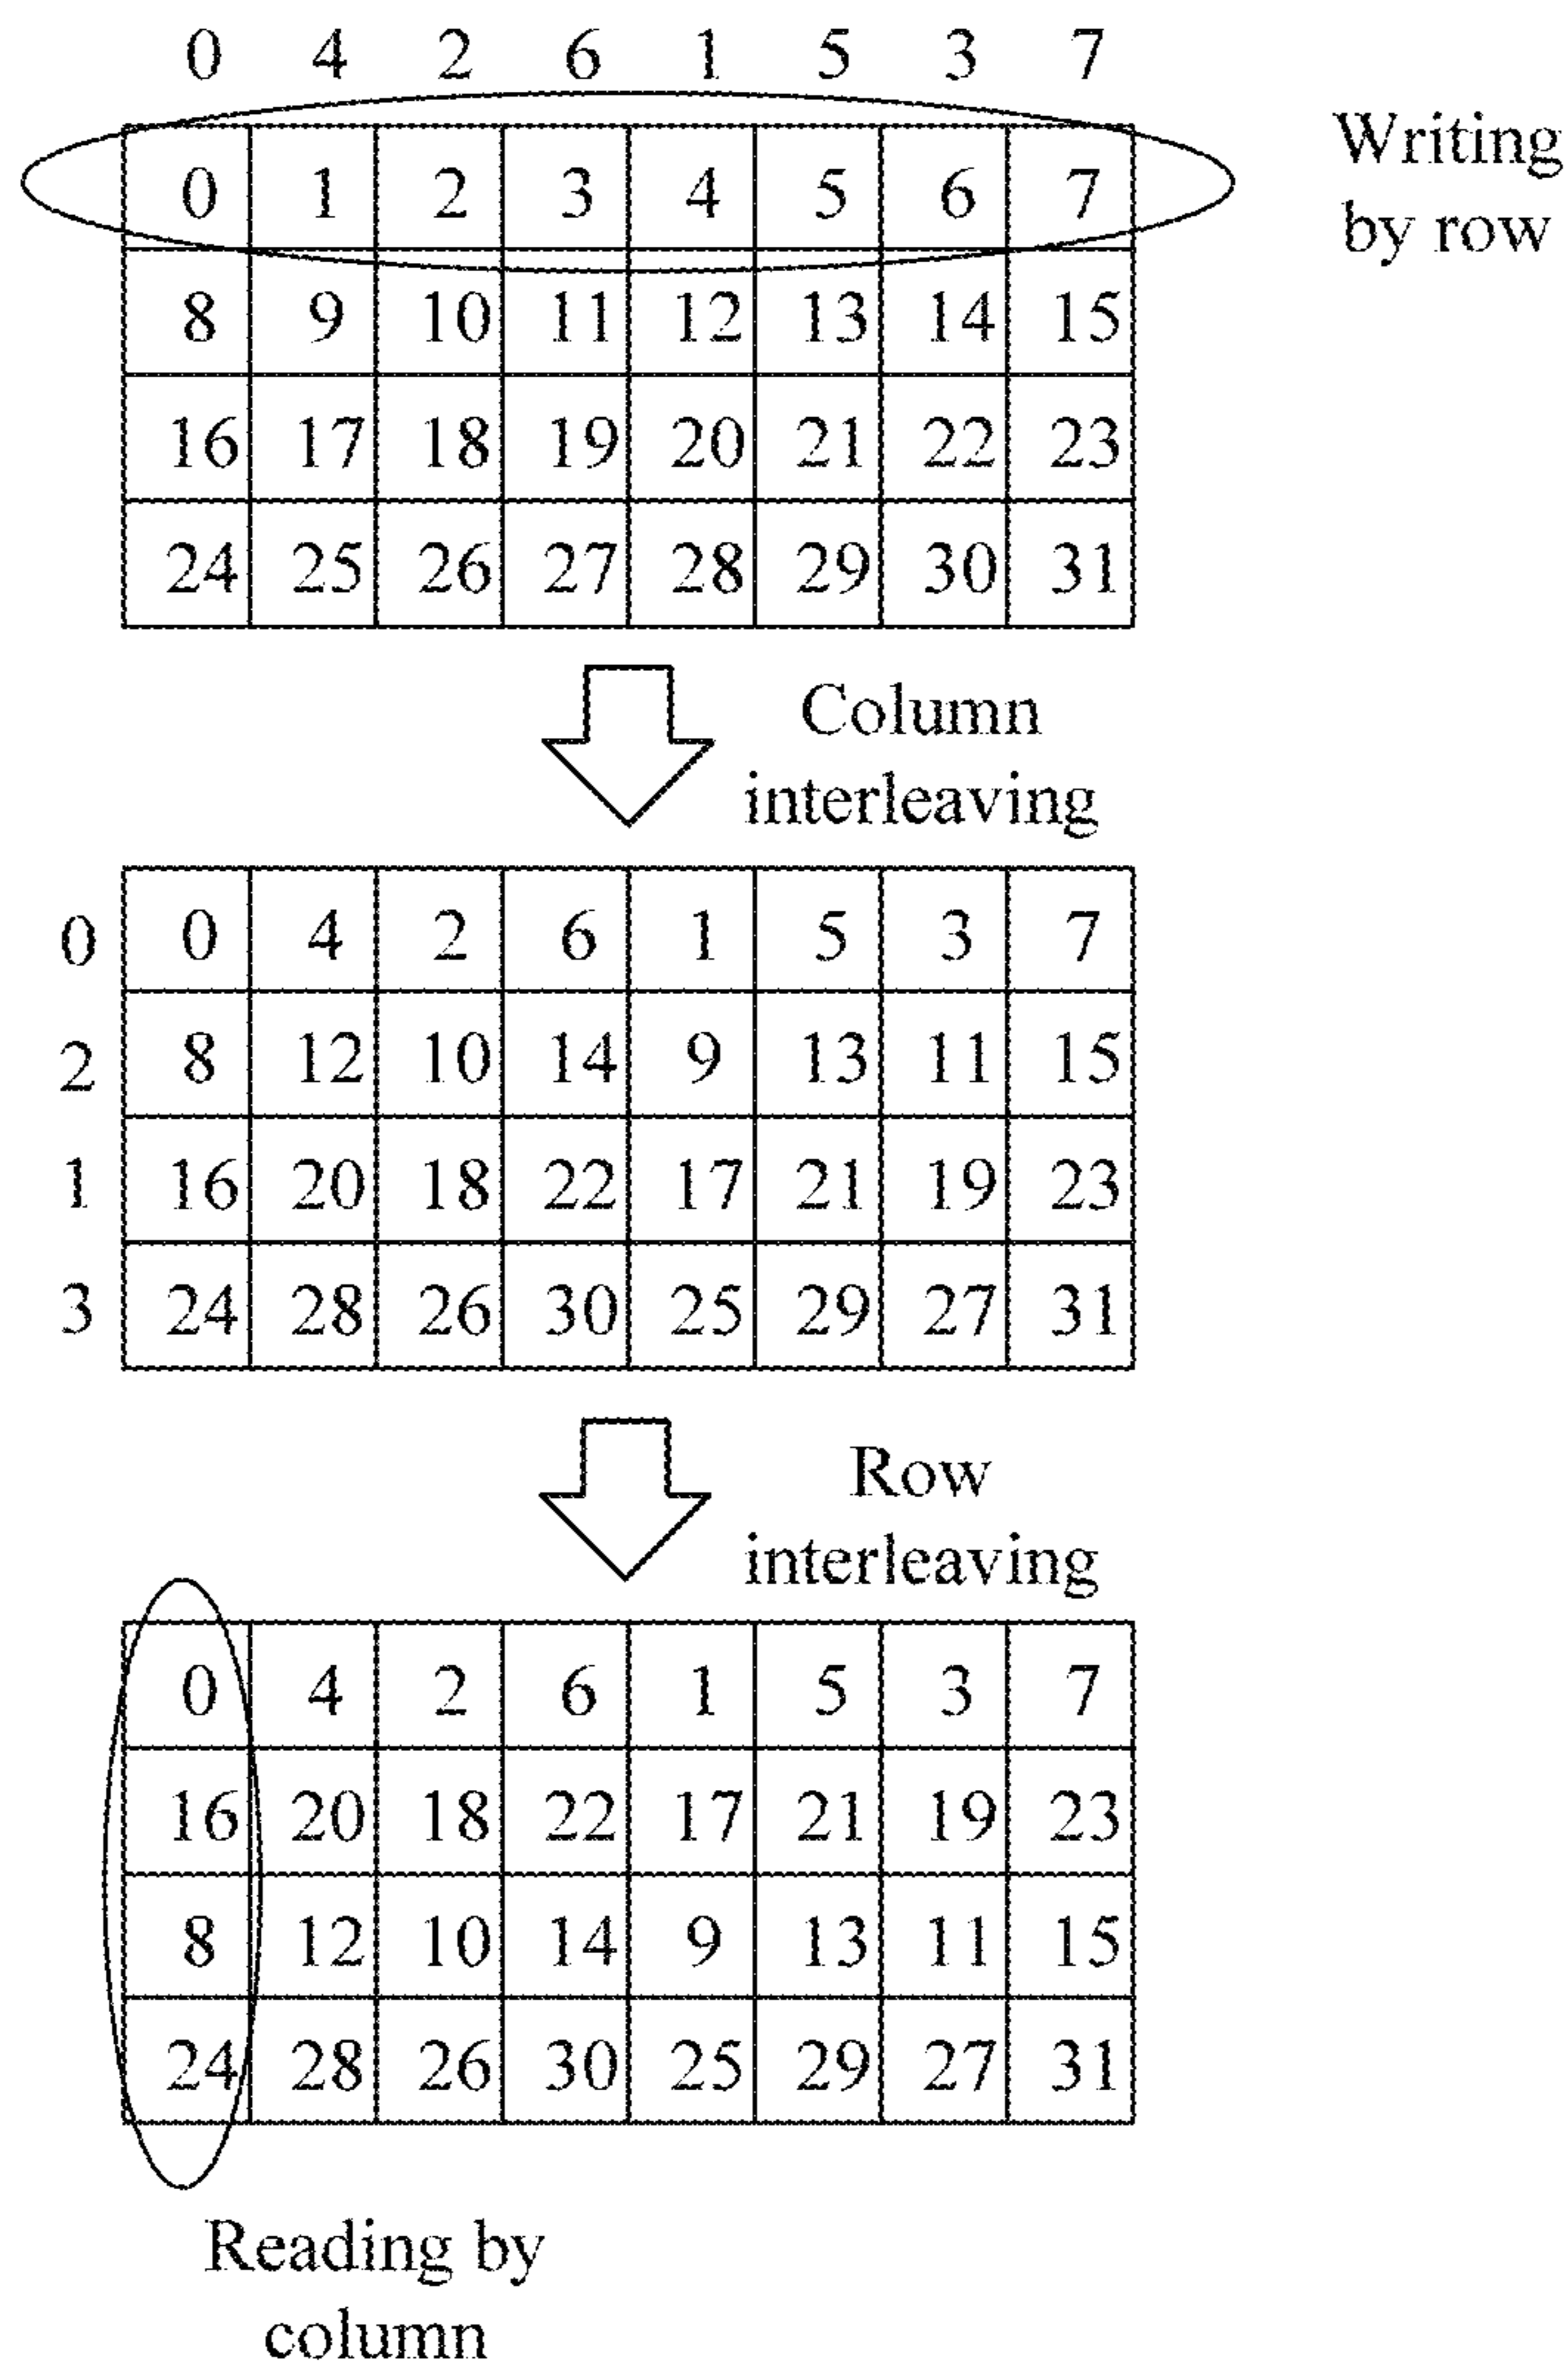 0 4 2 6 1 5 3 7
0 1 2 3 4 5 6 7
Writing
by row
8 9 10 11 12 13 14 15
16 17 18 19 20 21 22 23
24 25 26 27 28 29 30 31
Column
interleaving
0 0 4 2 6 1 5 3 7
2 8 12 10 14 9 13 11 15
1 16 20 18 22 17 21 19 23
3 24 28 26 30 25 29 27 31
Row
interleaving
0 4 2 6 1 5 3 7
16 20 18 22 17 21 19 23
8 12 10 14 9 13 11 15
24 28 26 30 25 29 27 31
Reading by
column